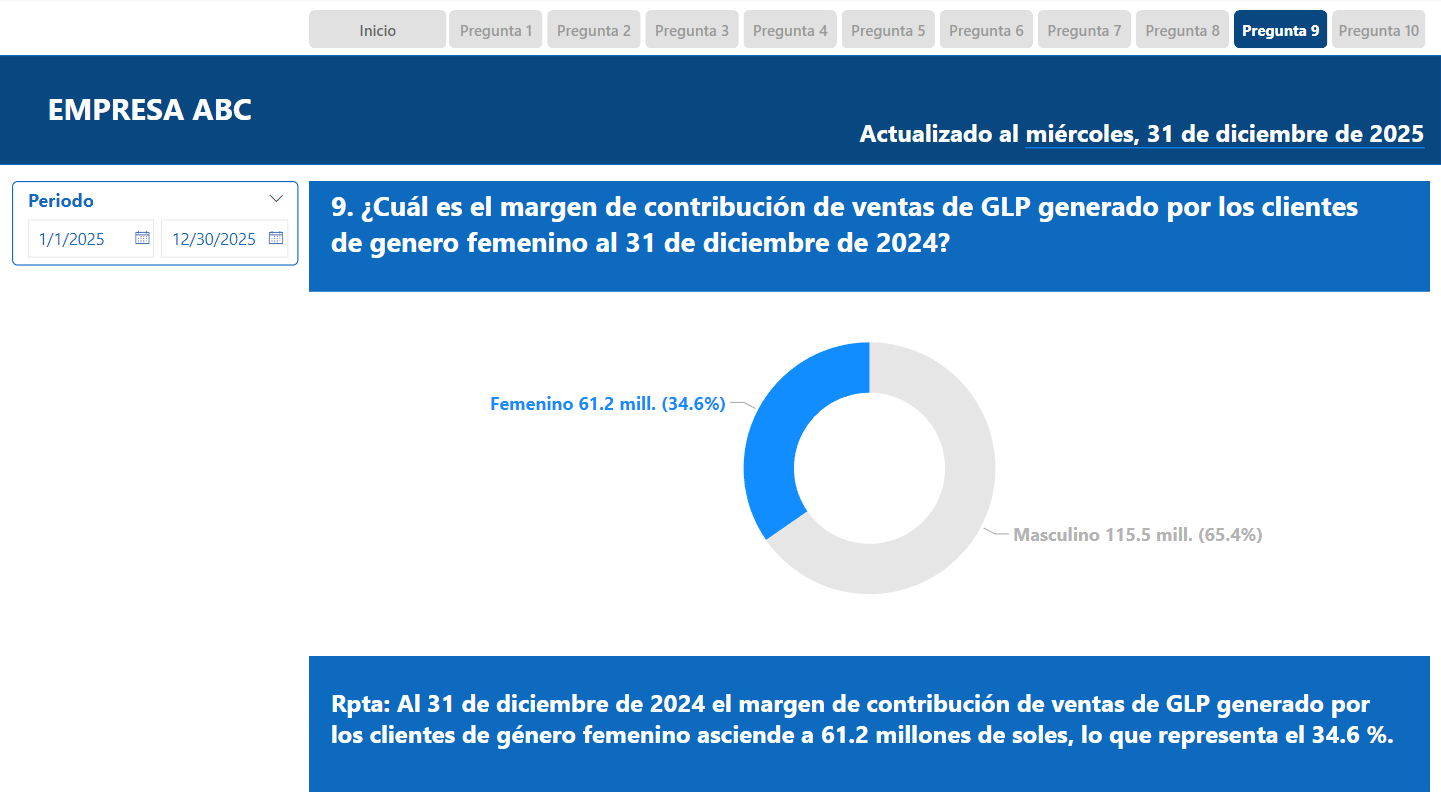 Inicio
Pregunta 1
Pregunta 2
Pregunta 3
Pregunta 4
Pregunta 5
Pregunta 6
Pregunta 7
Pregunta 8
Pregunta 9
Pregunta 10
EMPRESA ABC
Actualizado al miércoles, 31 de diciembre de 2025
Periodo
1/1/2025
12/30/2025
9. ¿Cuál es el margen de contribución de ventas de GLP generado por los clientes
de genero femenino al 31 de diciembre de 2024?
Femenino 61.2 mill. (34.6%)
Masculino 115.5 mill. (65.4%)
Rpta: Al 31 de diciembre de 2024 el margen de contribución de ventas de GLP generado por
los clientes de género femenino asciende a 61.2 millones de soles, lo que representa el 34.6 %.